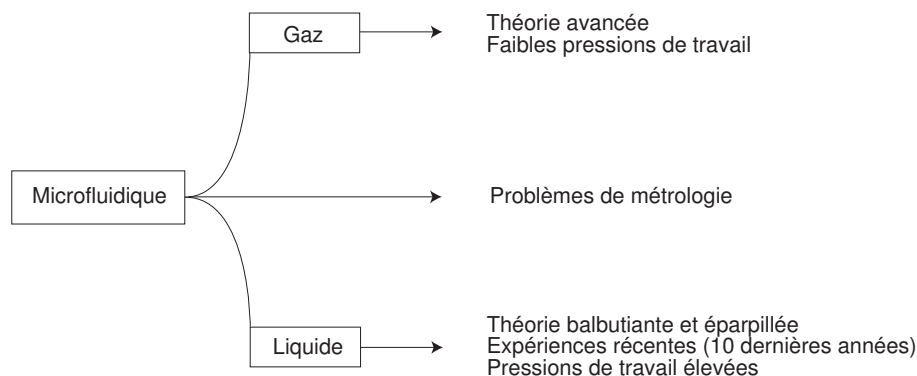 Gaz
Théorie avancée
Faibles pressions de travail
Microfluidique
Problèmes de métrologie
Liquide
Théorie balbutiante et éparpillée
Expériences récentes (10 dernières années)
Pressions de travail élevées